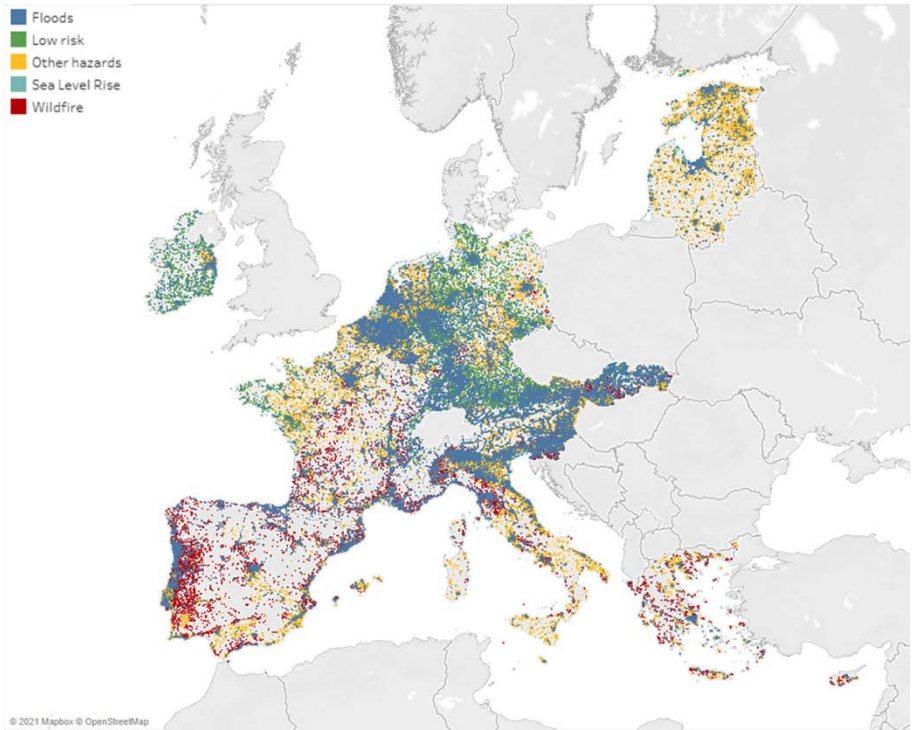 Floods
Low risk
Other hazards
Sea Level Rise
Wildfire
© 2021 Mapbox © OpenStreetMap